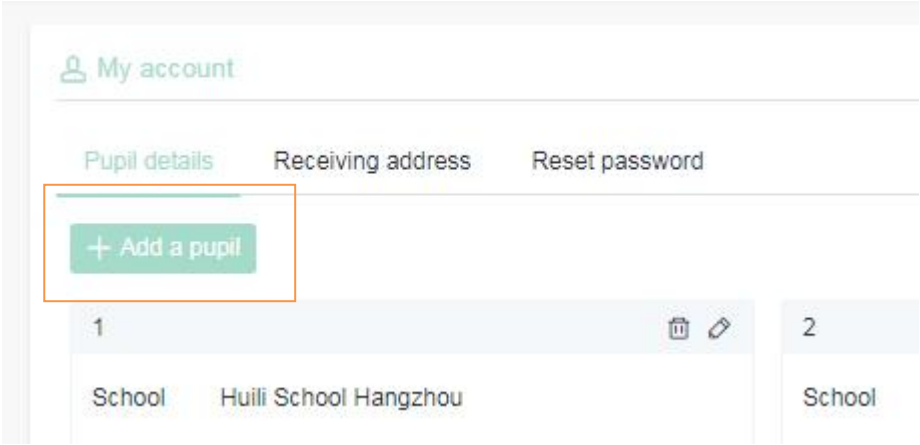 My account
Pupil details Receiving address Reset password
+ Add a pupil
1 2
School Huili School Hangzhou School